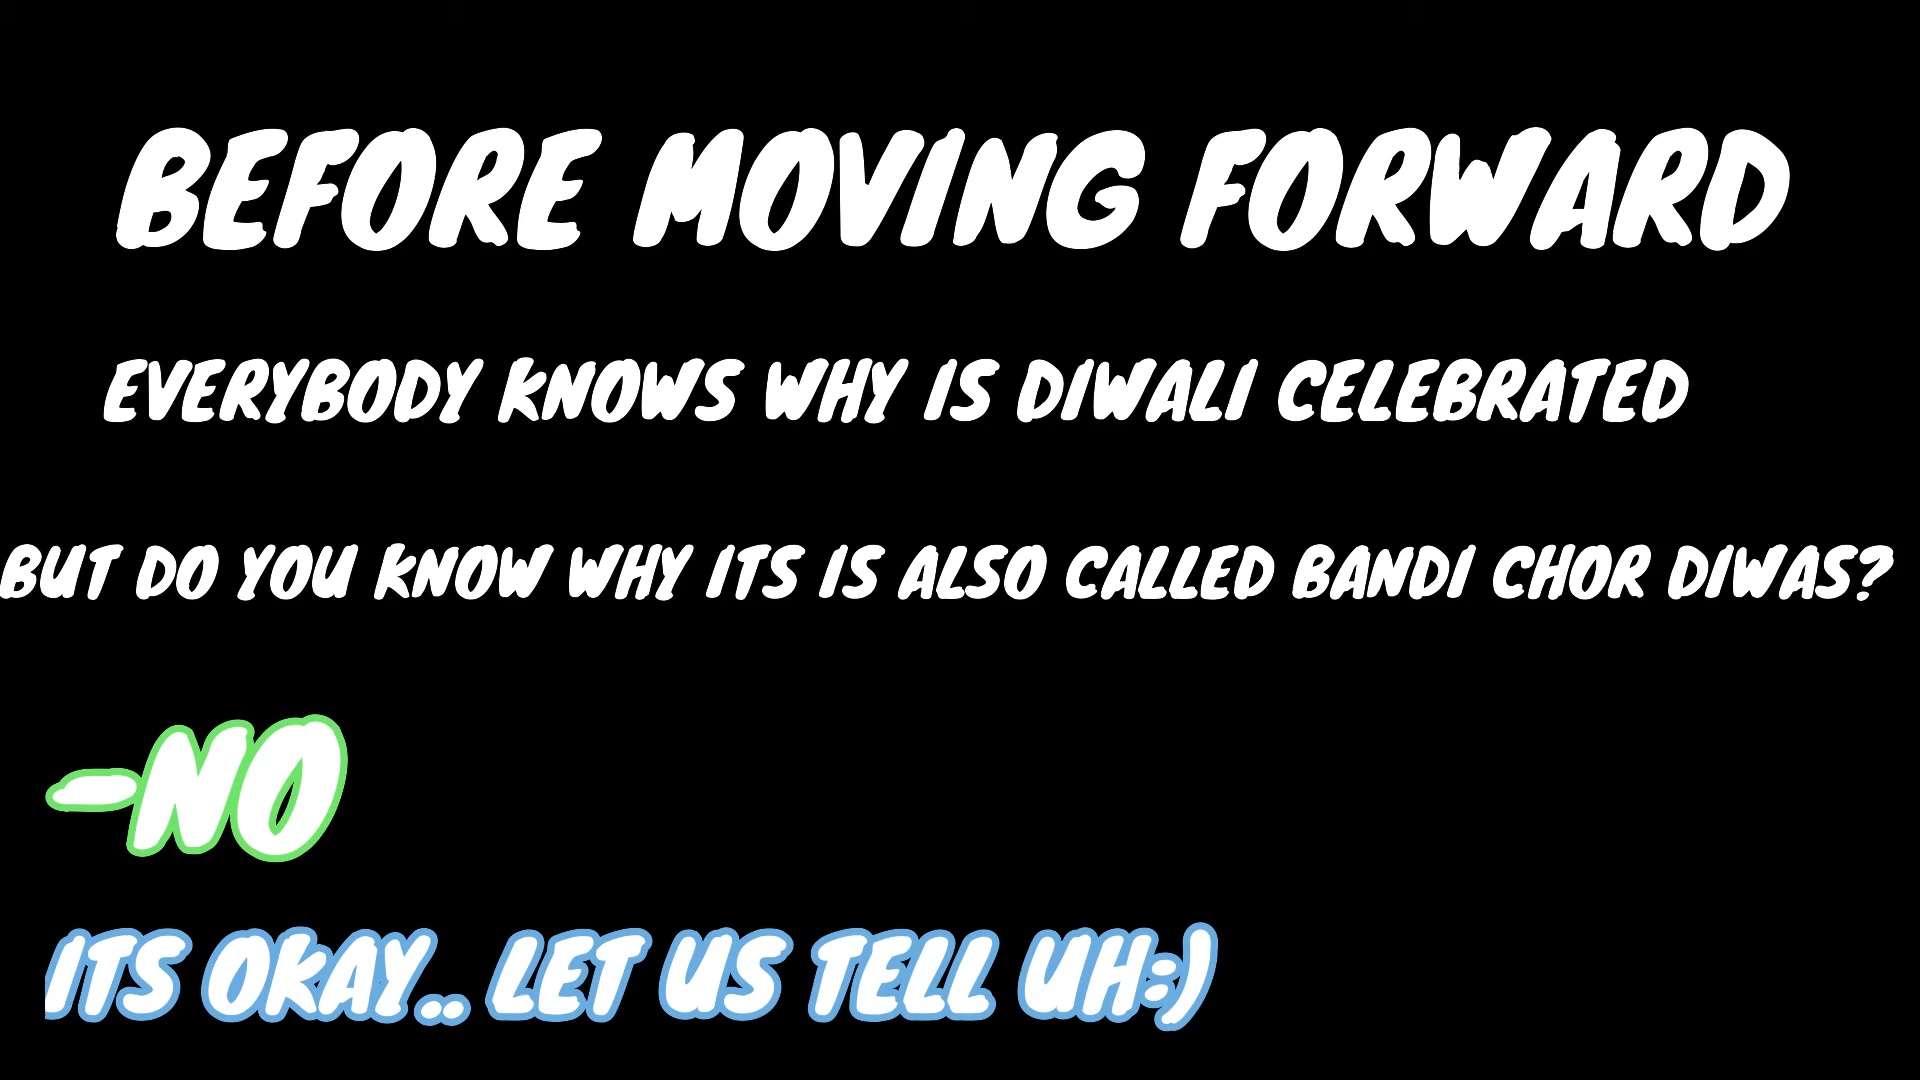 BEFORE MOVING FORWARD
EVERYBODY KNOWS WHY IS DIWALI CELEBRATED
BUT DO YOU KNOW WHY ITS IS ALSO CALLED BANDI CHOR DIWAS?
-NO
ITS OKAY.. LET US TELL UH:)